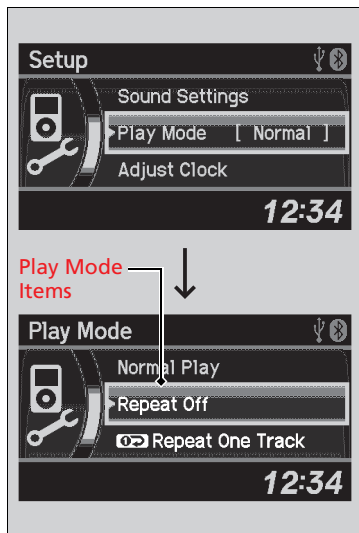 Setup
Sound Settings
Play Mode [ Normal ]
Adjust Clock
12:34
Play Mode
Items
Play Mode
Normal Play
Repeat Off
Repeat One Track
12:34